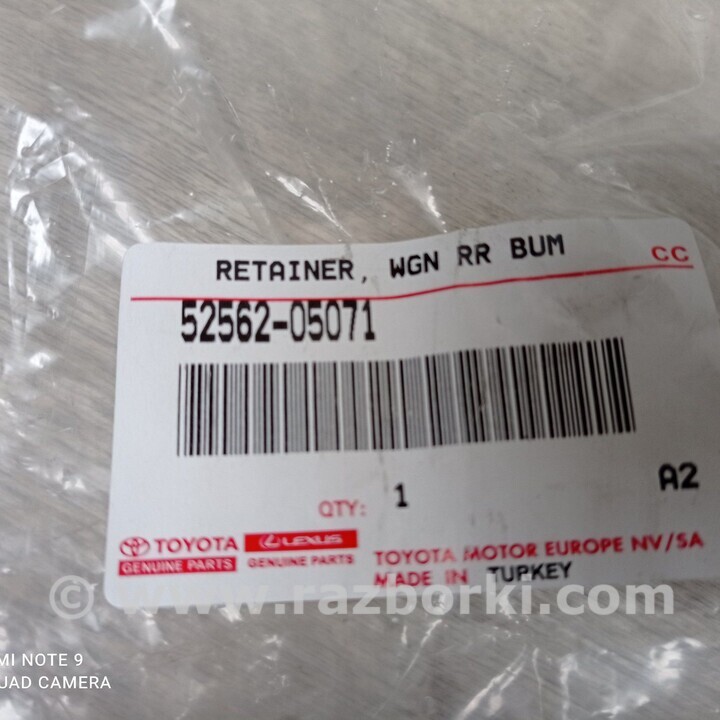 RETAINER, WGN RR BUM
CC
52562-05071
QTY: 1
A2
TOYOTA
GENUINE PARTS
LEXUS
GENUINE PARTS
TOYOTA MOTOR EUROPE NV/SA
MADE IN TURKEY
© www.razborki.com
MI NOTE 9
QUAD CAMERA